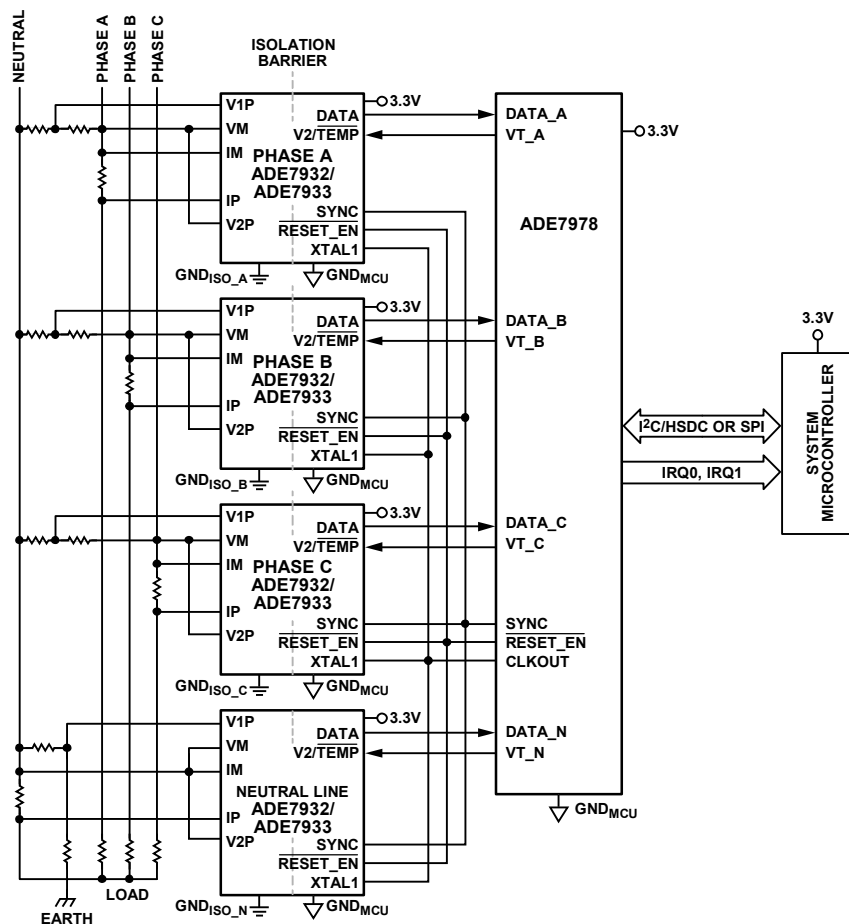 NEUTRAL
PHASE A
PHASE B
PHASE C
ISOLATION
BARRIER
V1P
VM
IM
IP
V2P
DATA
V2/TEMP
PHASE A
ADE7932/
ADE7933
SYNC
RESET_EN
XTAL1
3.3V
GNDISO_A
GNDMCU
V1P
VM
IM
IP
V2P
DATA
V2/TEMP
PHASE B
ADE7932/
ADE7933
SYNC
RESET_EN
XTAL1
3.3V
GNDISO_B
GNDMCU
V1P
VM
IM
IP
V2P
DATA
V2/TEMP
PHASE C
ADE7932/
ADE7933
SYNC
RESET_EN
XTAL1
3.3V
GNDISO_C
GNDMCU
V1P
VM
IM
IP
V2P
DATA
V2/TEMP
NEUTRAL LINE
ADE7932/
ADE7933
SYNC
RESET_EN
XTAL1
3.3V
GNDISO_N
GNDMCU
LOAD
EARTH
DATA_A
VT_A
3.3V
ADE7978
DATA_B
VT_B
DATA_C
VT_C
SYNC
RESET_EN
CLKOUT
DATA_N
VT_N
GNDMCU
I2C/HSDC OR SPI
IRQ0, IRQ1
3.3V
SYSTEM
MICROCONTROLLER